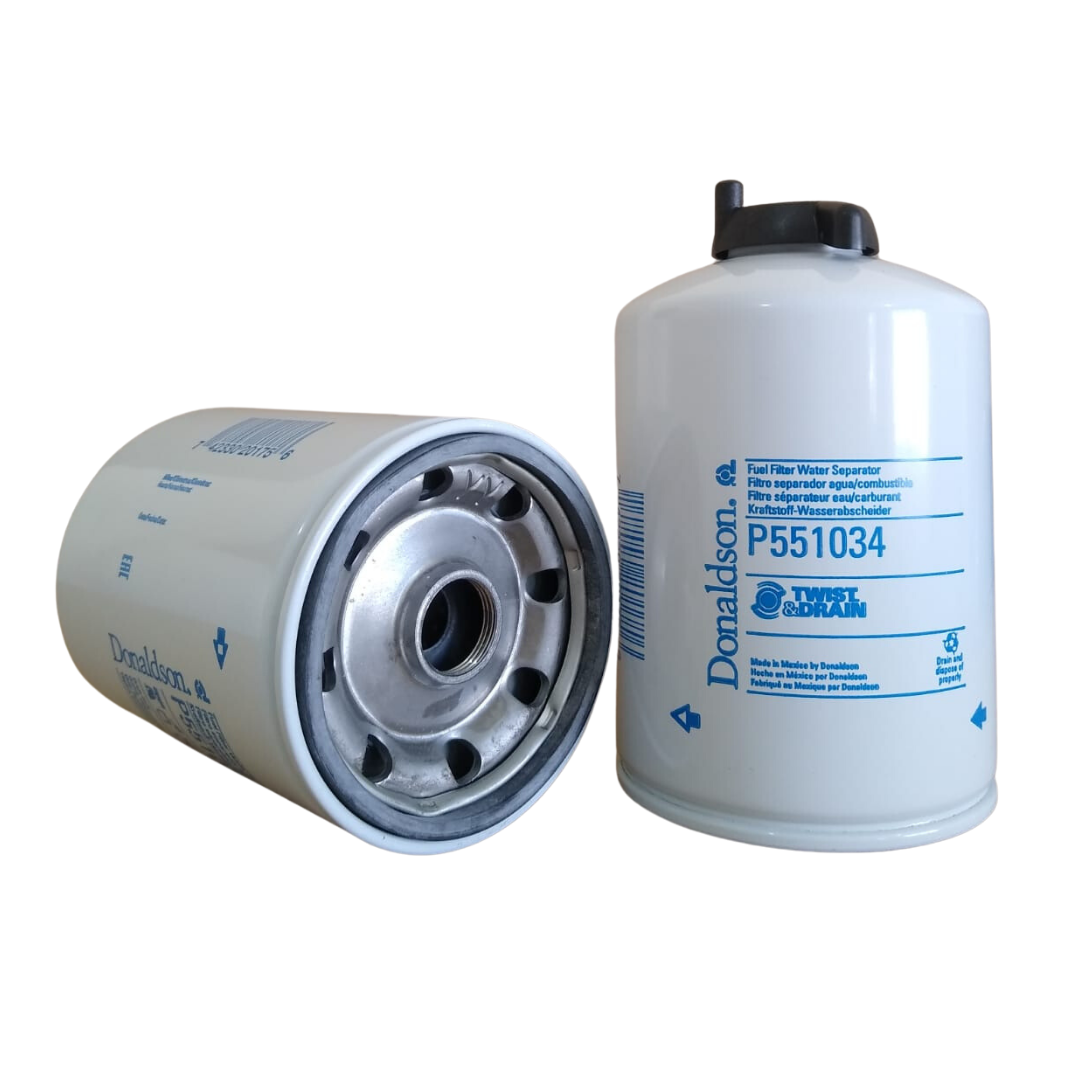 7 42330 20175 6
EAC
Donaldson.
Donaldson.
Fuel Filter Water Separator
Filtro separador agua/combustible
Filtre séparateur eau/carburant
Kraftstoff-Wasserabscheider
P551034
TWIST
&DRAIN
Made in Mexico by Donaldson
Hecho en México por Donaldson
Fabriqué au Mexique par Donaldson
Drain and
dispose of
properly